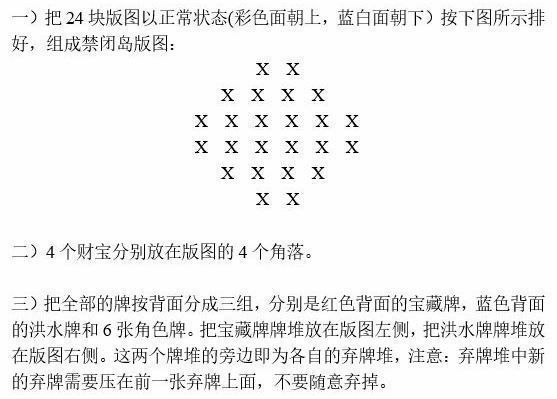 一）把 24 块版图以正常状态(彩色面朝上，蓝白面朝下）按下图所示排
好，组成禁闭岛版图：
X X
X X X X
X X X X X X
X X X X X X
X X X X
X X
二）4 个财宝分别放在版图的 4 个角落。
三）把全部的牌按背面分成三组，分别是红色背面的宝藏牌，蓝色背面
的洪水牌和 6 张角色牌。把宝藏牌牌堆放在版图左侧，把洪水牌牌堆放
在版图右侧。这两个牌堆的旁边即为各自的弃牌堆，注意：弃牌堆中新
的弃牌需要压在前一张弃牌上面，不要随意弃掉。